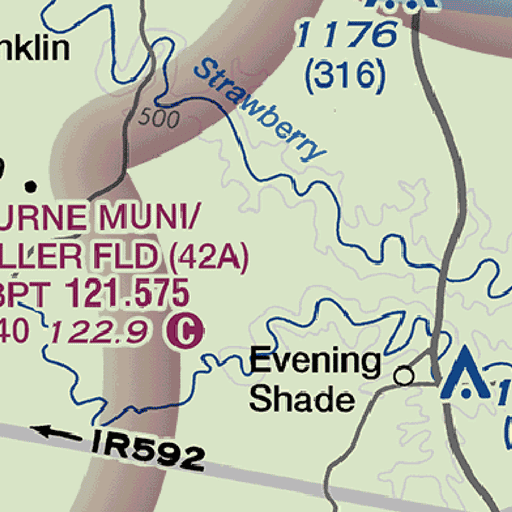 1176
nklin
(316)
Strawberry
500
URNE MUNI/
LLER FLD (42A)
BPT 121.575
40 122.9 C
Evening
Shade
IR592